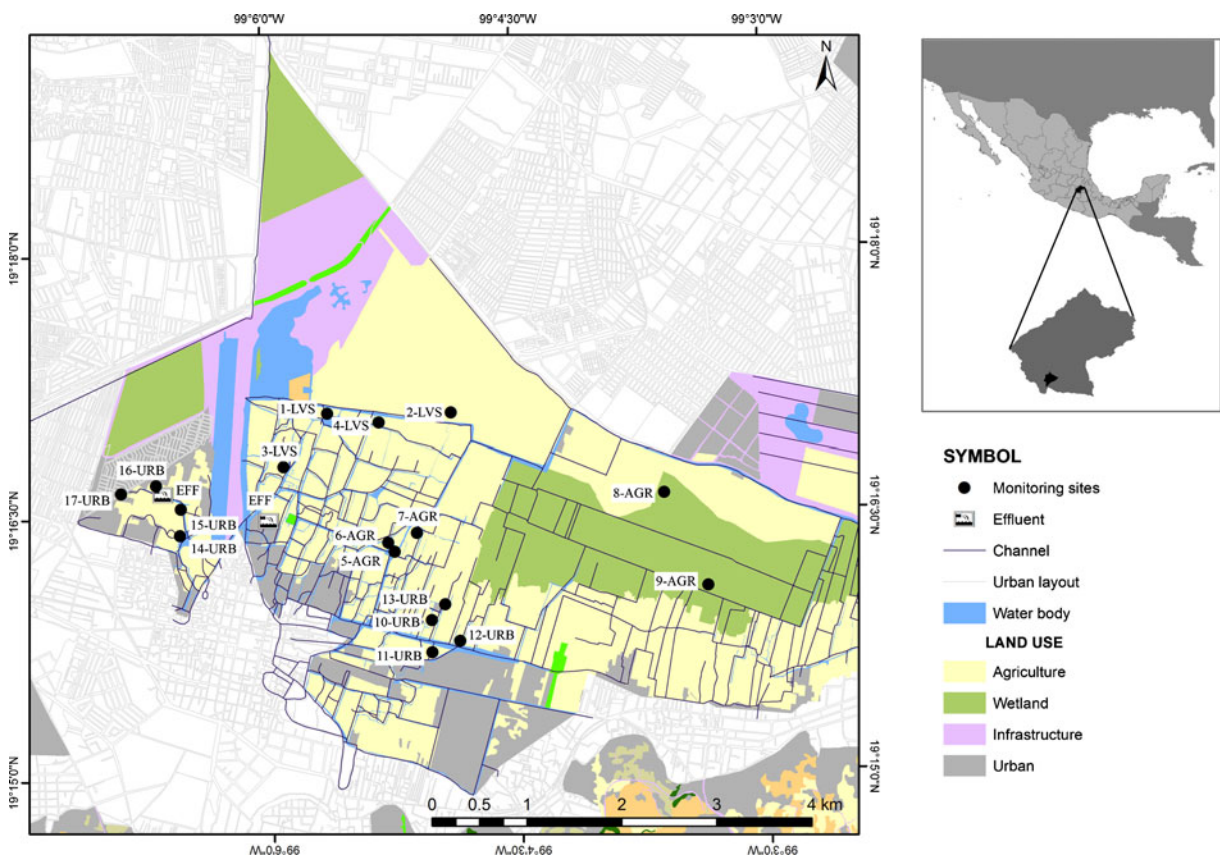 99°6'0"W
99°4'30"W
99°3'0"W
N
19°18'0"N
19°18'0"N
1-LVS
2-LVS
4-LVS
3-LVS
16-URB
EFF
17-URB
EFF
8-AGR
19°16'30"N
19°16'30"N
7-AGR
15-URB
6-AGR
14-URB
5-AGR
9-AGR
13-URB
10-URB
12-URB
11-URB
19°15'0"N
19°15'0"N
0 0.5 1 2 3 4 km
99°6'0"W
99°4'30"W
99°3'0"W
SYMBOL
Monitoring sites
Effluent
Channel
Urban layout
Water body
LAND USE
Agriculture
Wetland
Infrastructure
Urban